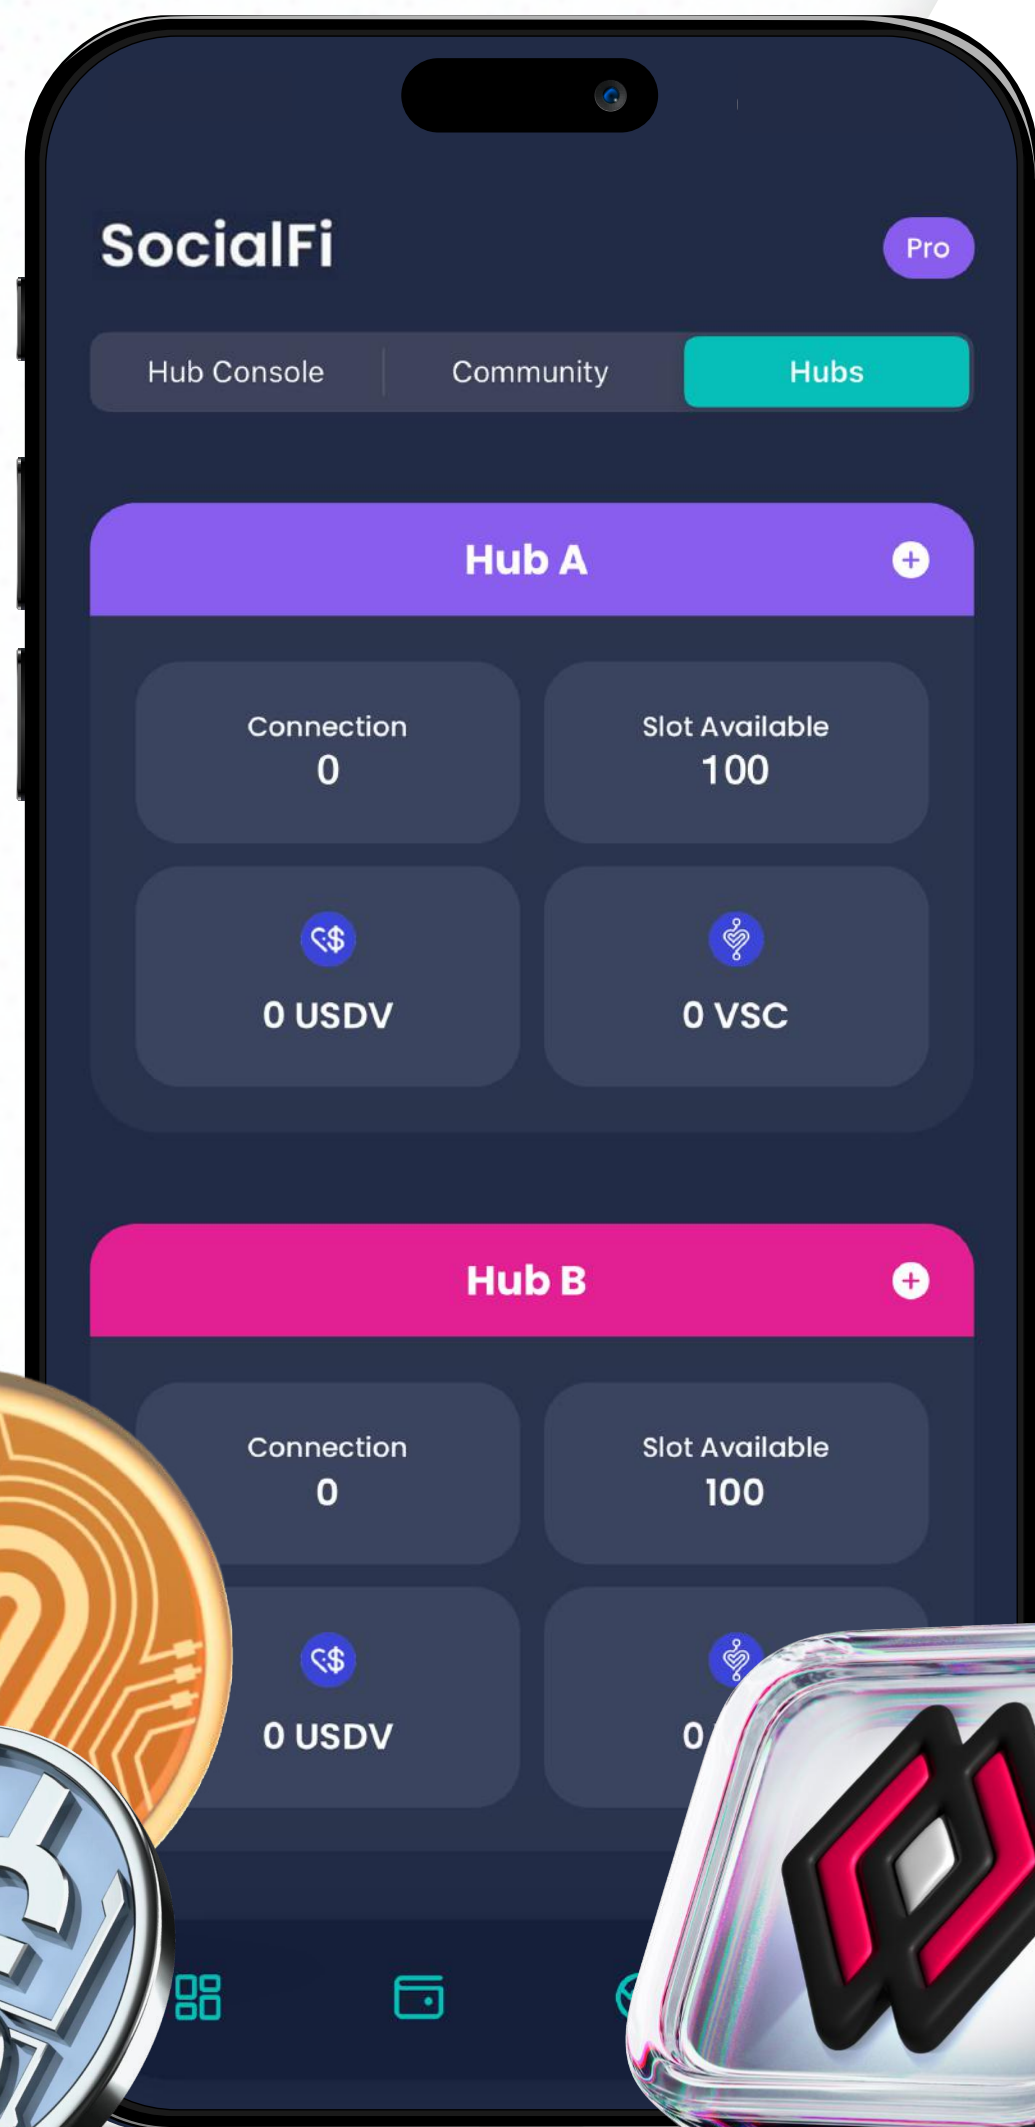 SocialFi
Pro
Hub Console
Community
Hubs
Hub A
Connection
0
Slot Available
100
0 USDV
0 VSC
Hub B
Connection
0
Slot Available
100
0 USDV
0